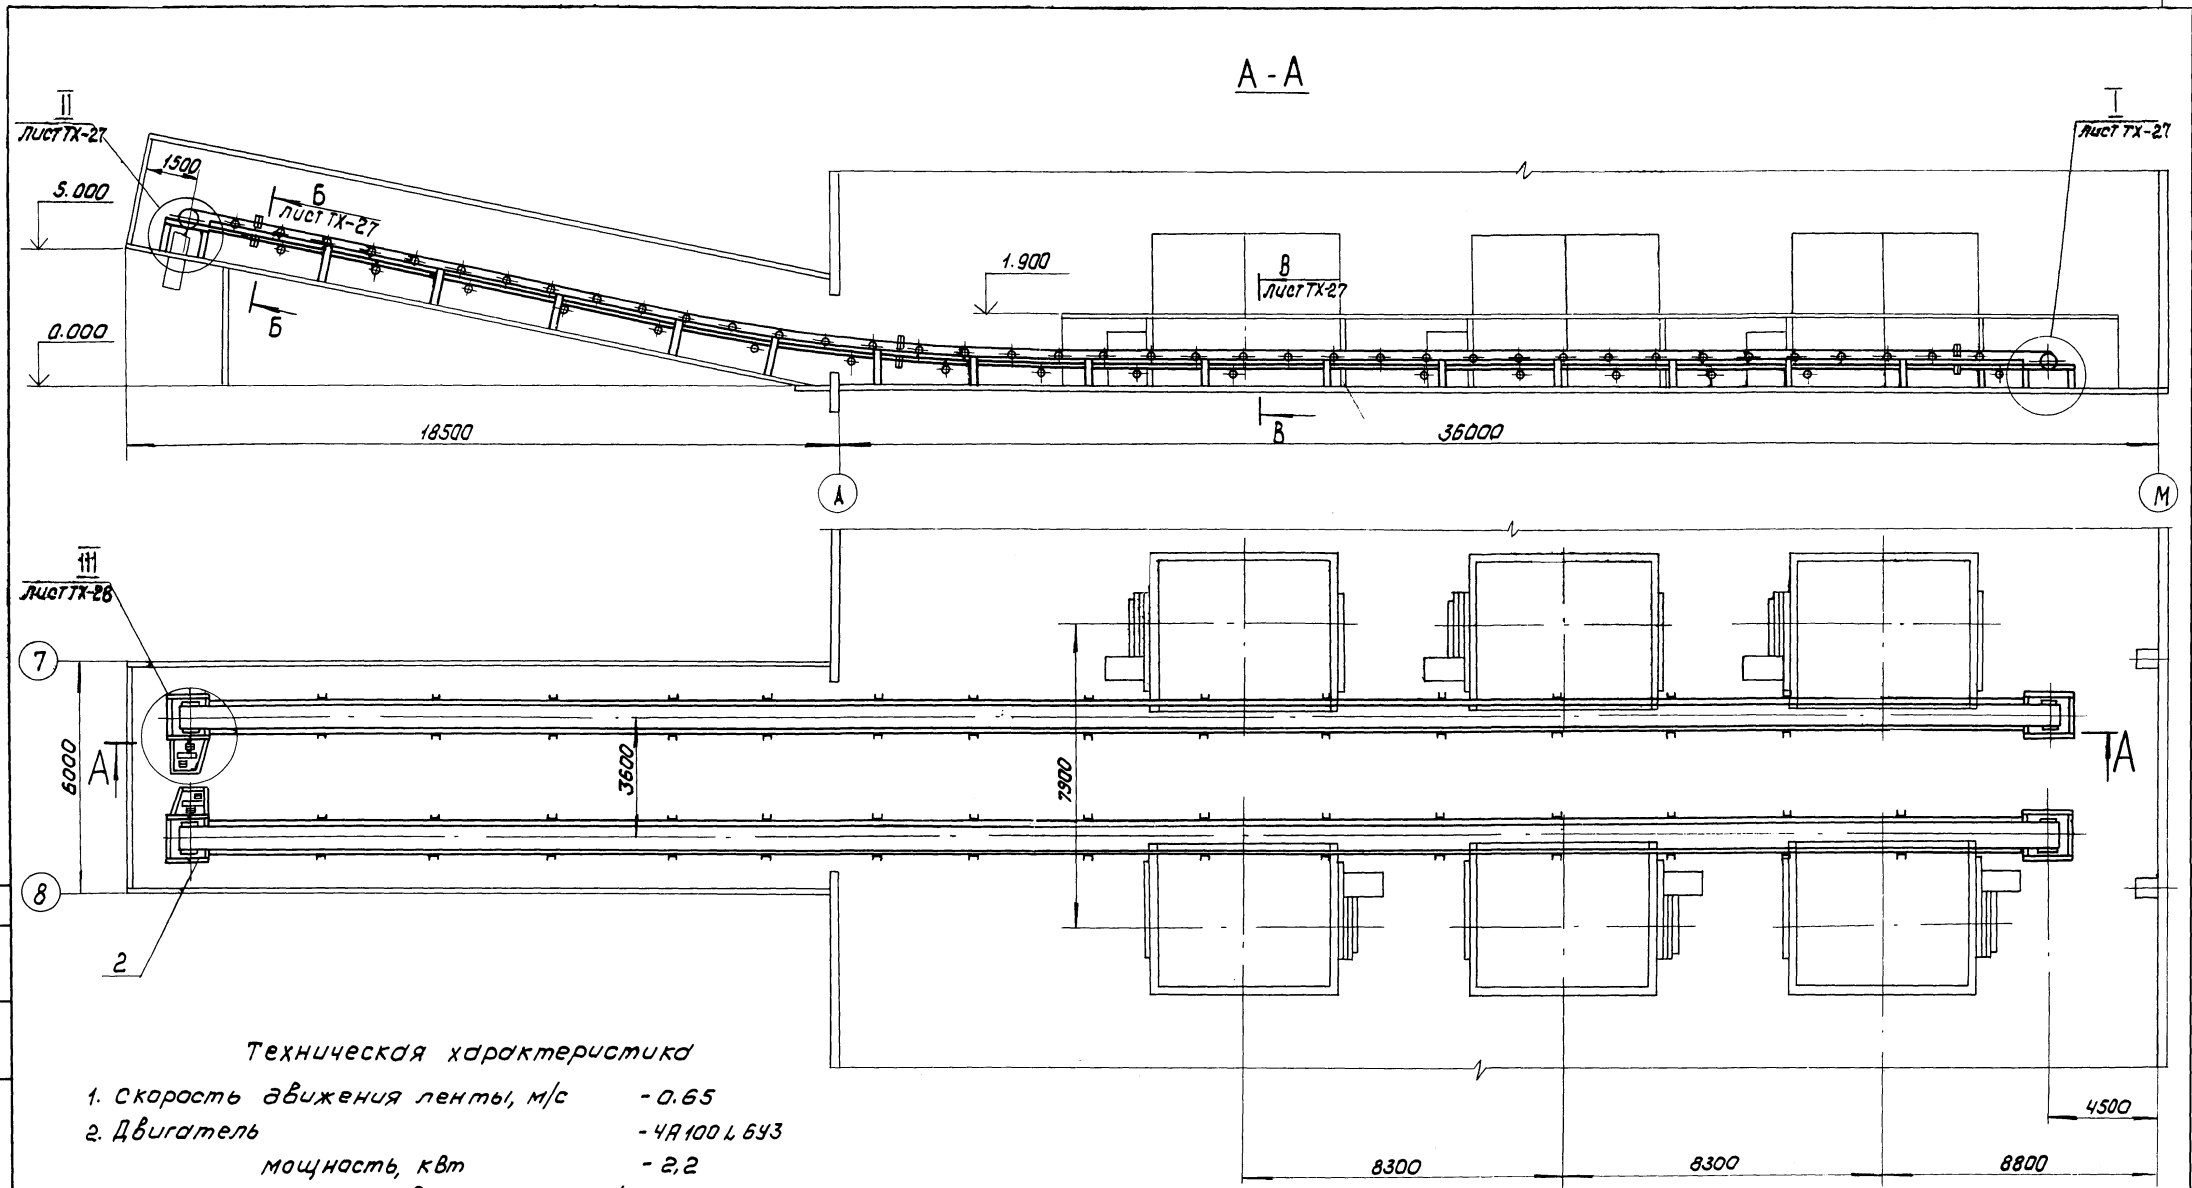 А - А
II
лист ТХ-27
I
лист ТХ-27
1500
5.000
Б
лист ТХ-27
1.900
В
лист ТХ-27
0.000
Б
18500
В
36000
А
М
III
лист ТХ-28
7
6000
А
3600
7900
А
8
2
Техническая характеристика
1. Скорость движения ленты, м/с - 0.65
2. Двигатель - 4А100L6У3
мощность, квт - 2,2
4500
8300
8300
8800